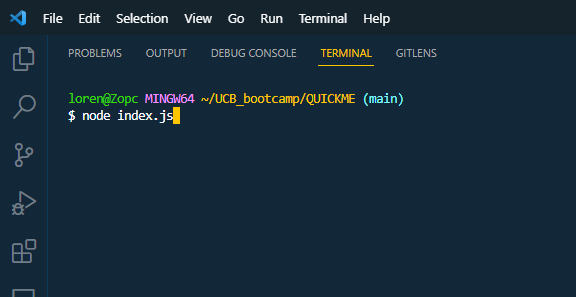 File Edit Selection View Go Run Terminal Help
PROBLEMS OUTPUT DEBUG CONSOLE TERMINAL GITLENS
loren@Zopc MINGW64 ~/UCB_bootcamp/QUICKME (main)
$ node index.js